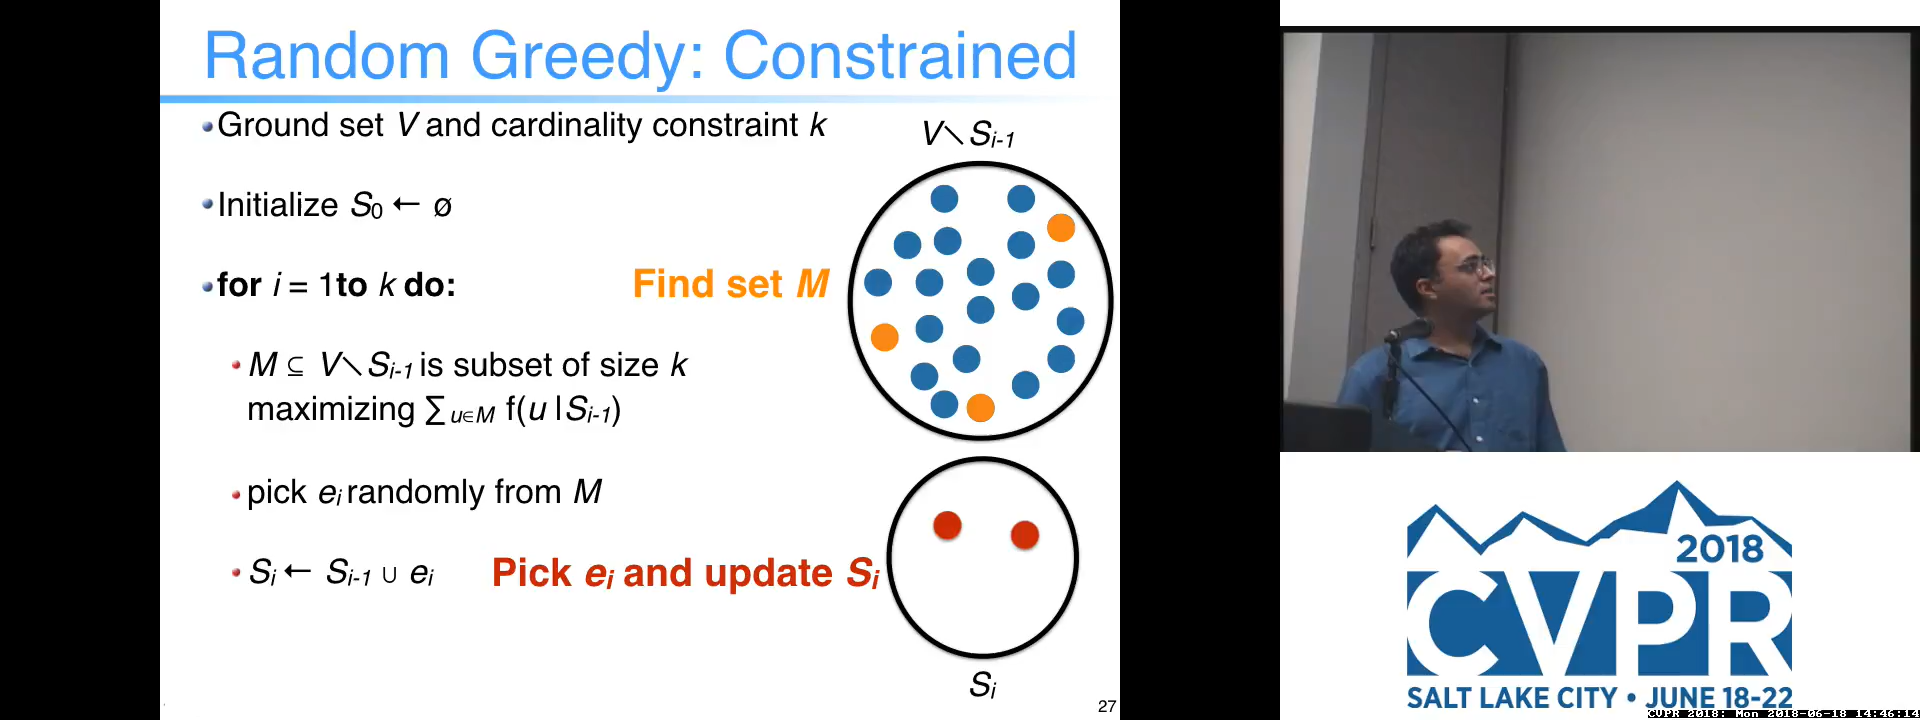 Random Greedy: Constrained
Ground set V and cardinality constraint k
Initialize S0 ← ø
for i = 1to k do:
Find set M
M ⊆ V∖Si-1 is subset of size k
maximizing ∑ u∈M f(u |Si-1)
pick ei randomly from M
Si ← Si-1 ∪ ei
Pick ei and update Si
V∖Si-1
Si
27
2018
CVPR
SALT LAKE CITY • JUNE 18-22
CVPR 2018: Mon 2018-06-18 14:46:14